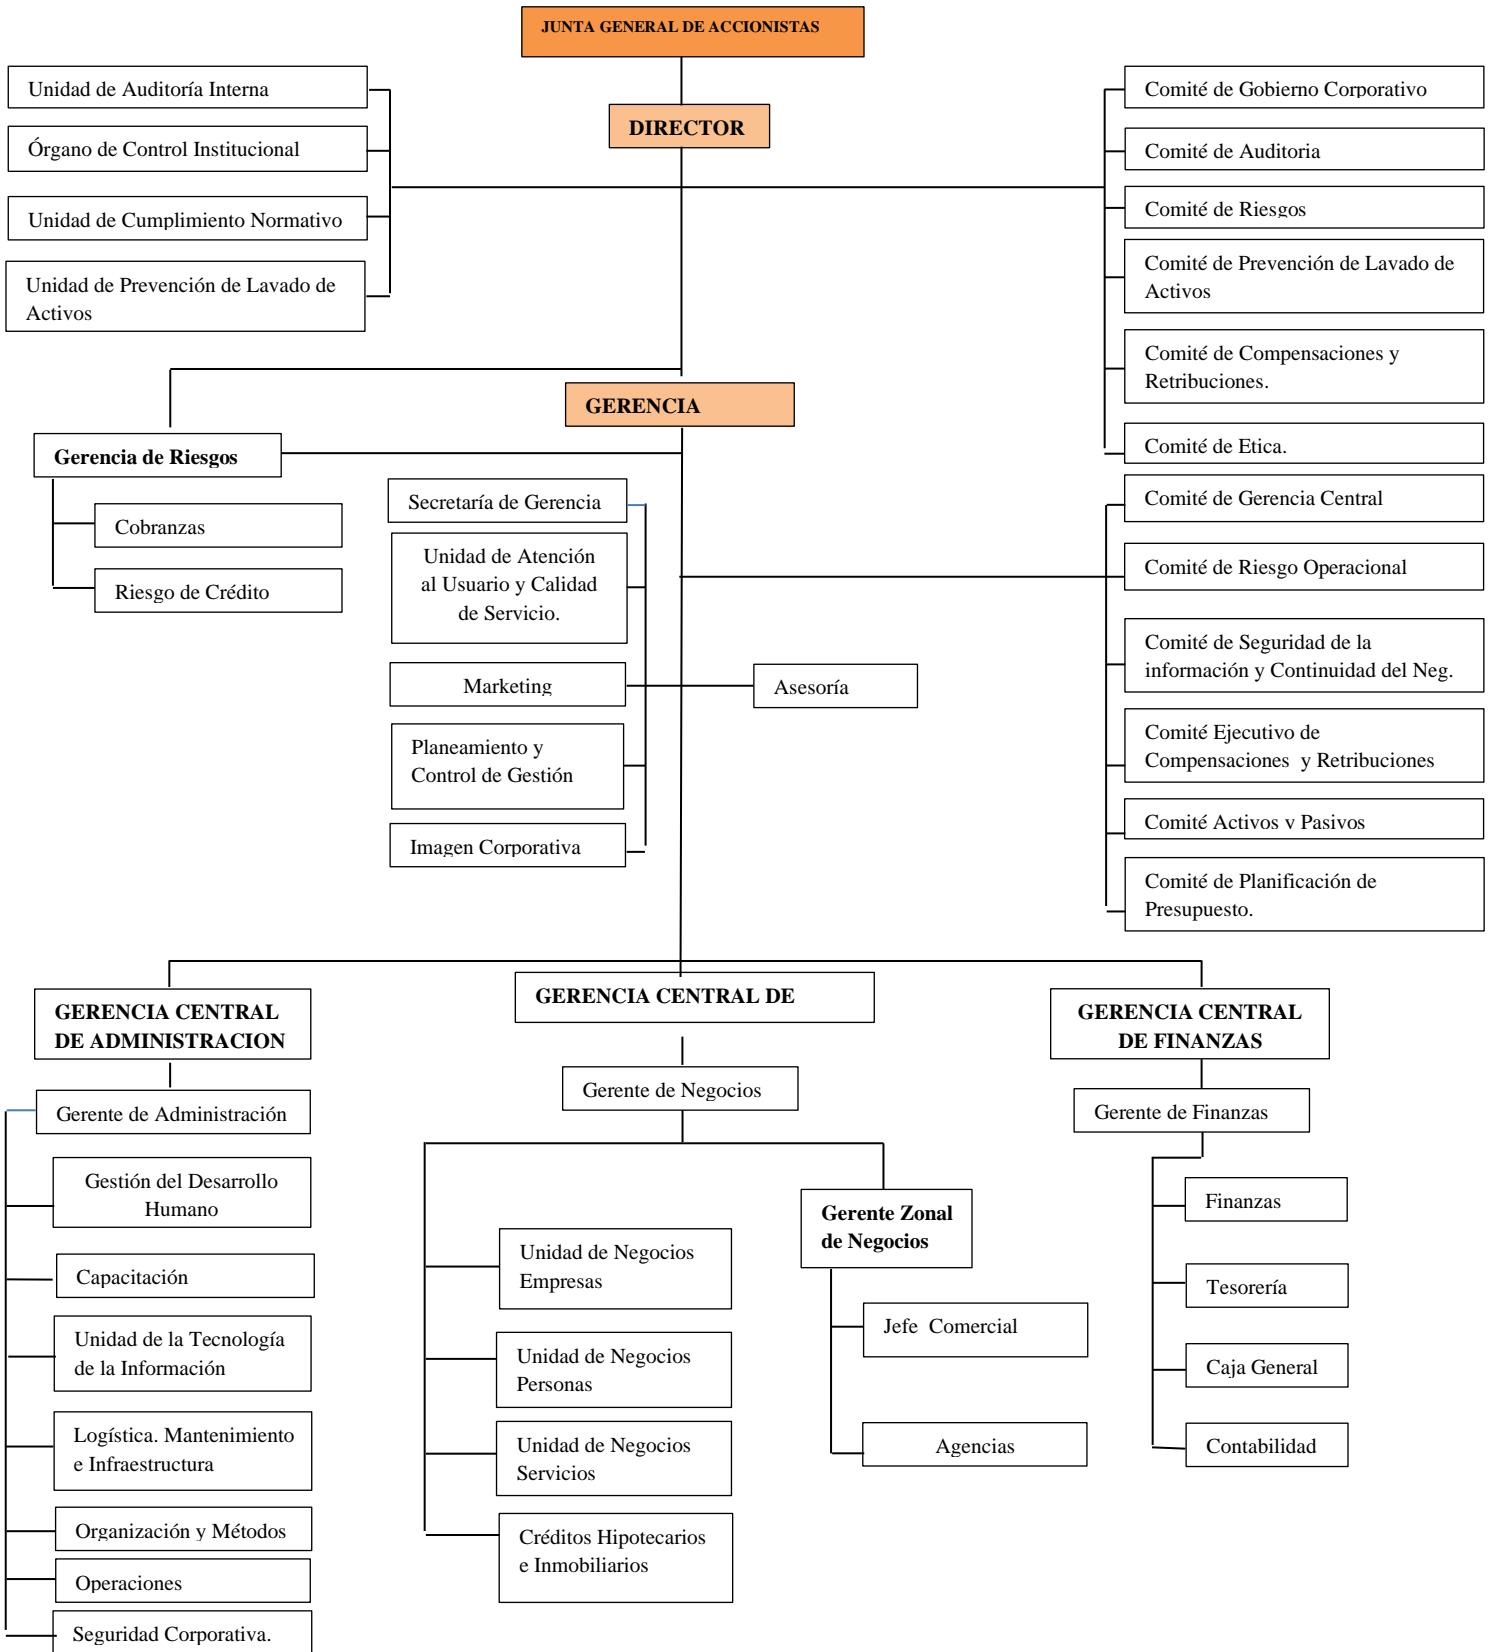 JUNTA GENERAL DE ACCIONISTAS
DIRECTOR
Unidad de Auditoría Interna
Órgano de Control Institucional
Unidad de Cumplimiento Normativo
Unidad de Prevención de Lavado de
Activos
Comité de Gobierno Corporativo
Comité de Auditoria
Comité de Riesgos
Comité de Prevención de Lavado de
Activos
Comité de Compensaciones y
Retribuciones.
Comité de Etica.
GERENCIA
Gerencia de Riesgos
Cobranzas
Riesgo de Crédito
Secretaría de Gerencia
Unidad de Atención
al Usuario y Calidad
de Servicio.
Marketing
Planeamiento y
Control de Gestión
Imagen Corporativa
Asesoría
Comité de Gerencia Central
Comité de Riesgo Operacional
Comité de Seguridad de la
información y Continuidad del Neg.
Comité Ejecutivo de
Compensaciones y Retribuciones
Comité Activos y Pasivos
Comité de Planificación de
Presupuesto.
GERENCIA CENTRAL
DE ADMINISTRACION
Gerente de Administración
Gestión del Desarrollo
Humano
Capacitación
Unidad de la Tecnología
de la Información
Logística. Mantenimiento
e Infraestructura
Organización y Métodos
Operaciones
Seguridad Corporativa.
GERENCIA CENTRAL DE
Gerente de Negocios
Unidad de Negocios
Empresas
Unidad de Negocios
Personas
Unidad de Negocios
Servicios
Créditos Hipotecarios
e Inmobiliarios
Gerente Zonal
de Negocios
Jefe Comercial
Agencias
GERENCIA CENTRAL
DE FINANZAS
Gerente de Finanzas
Finanzas
Tesorería
Caja General
Contabilidad